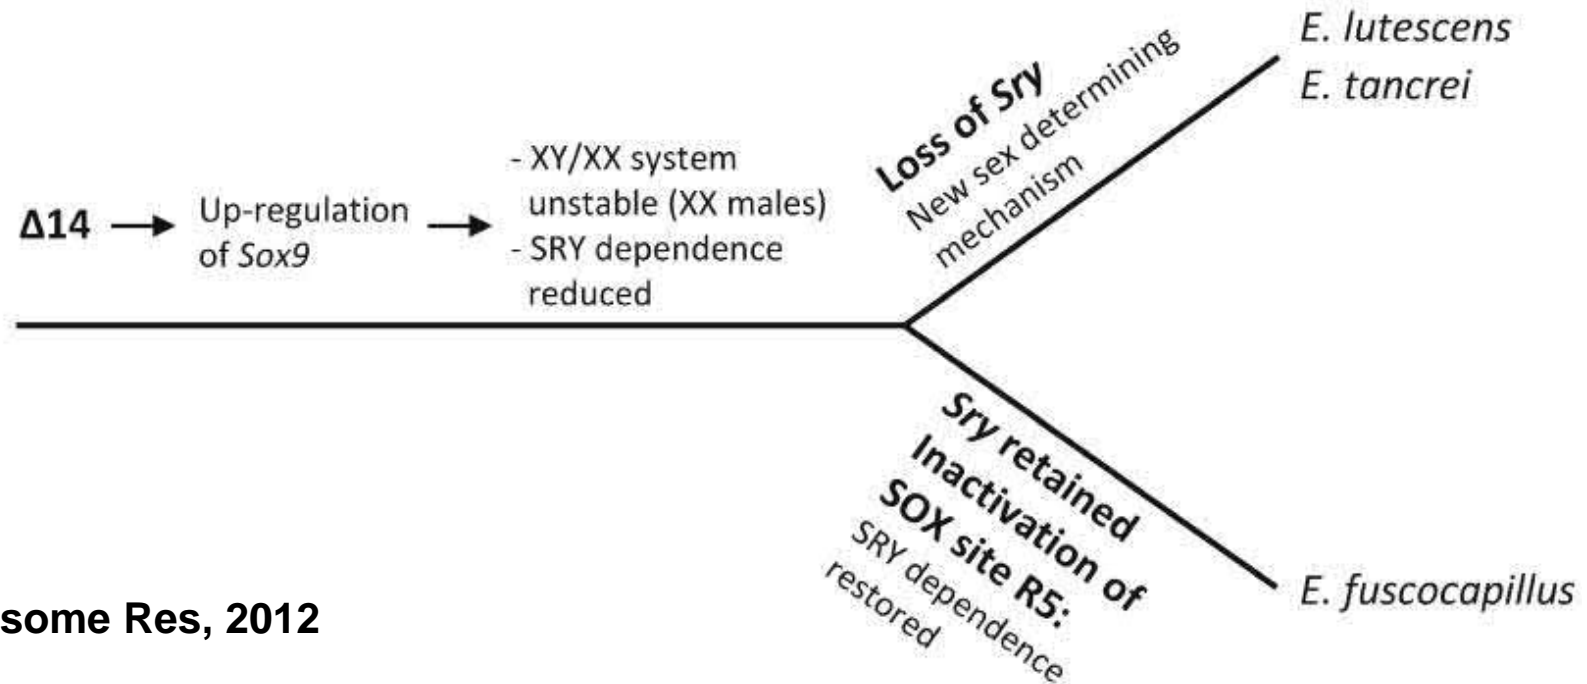 Δ14
Up-regulation
of Sox9
- XY/XX system
unstable (XX males)
- SRY dependence
reduced
Loss of Sry
New sex determining
mechanism
E. lutescens
E. tancrei
Sry retained
Inactivation of
SOX site R5:
SRY dependence
restored
E. fuscocapillus
some Res, 2012